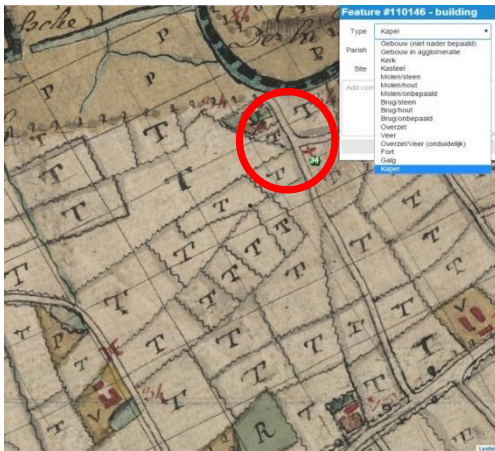 Feature #110146 - building
Type
Kapel
Gebouw (niet nader bepaald)
Gebouw in agglomeratie
Kerk
Kasteel
Molen/steen
Molen/hout
Molen/onbepaald
Brug/steen
Brug/hout
Brug/onbepaald
Overzet
Veer
Overzet/Veer (onduidelijk)
Fort
Galg
Kapel
Parish
Site
Add com
P
P
P
P
P
T
T
T
T
T
34
T
T
T
T
T
T
T
T
T
T
T
T
T
V
P
T
T
T
T
T
V
T
T
T
R
T
Leaflet